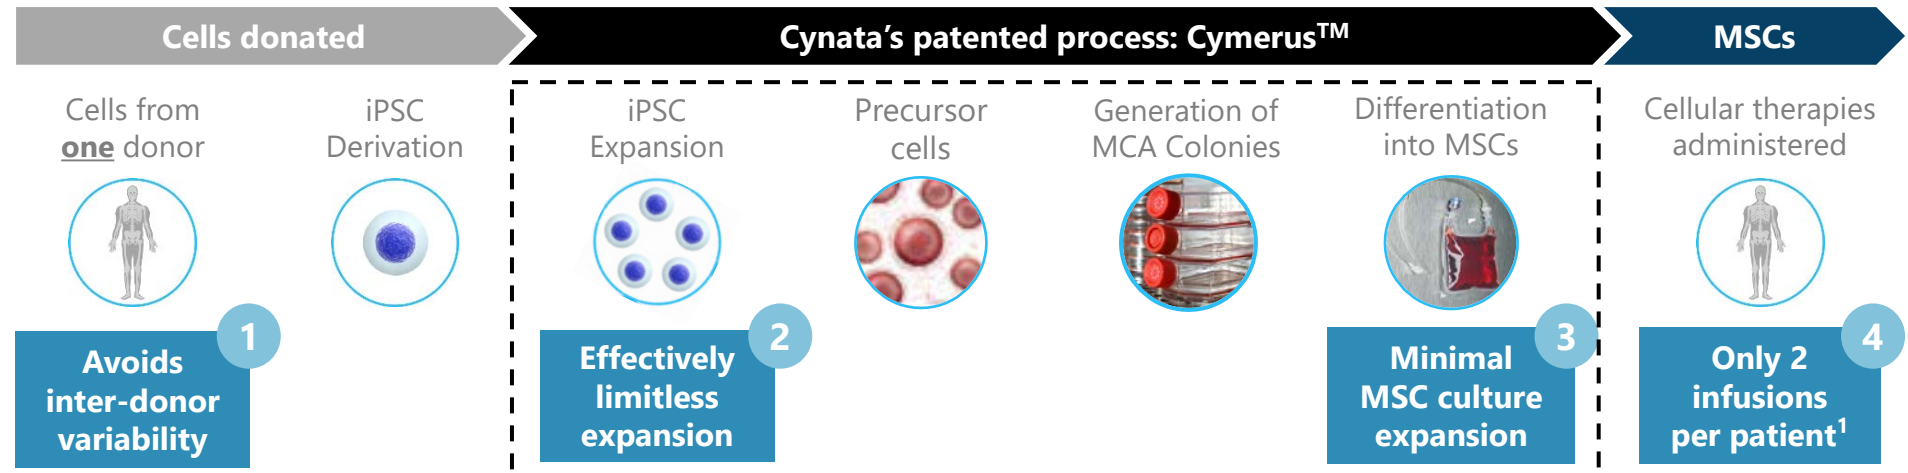 Cells donated
Cynata's patented process: Cymerus™
MSCs
Cells from
one donor
iPSC
Derivation
iPSC
Expansion
Precursor
cells
Generation of
MCA Colonies
Differentiation
into MSCs
Cellular therapies
administered
1
Avoids
inter-donor
variability
2
Effectively
limitless
expansion
3
Minimal
MSC culture
expansion
4
Only 2
infusions
per patient¹